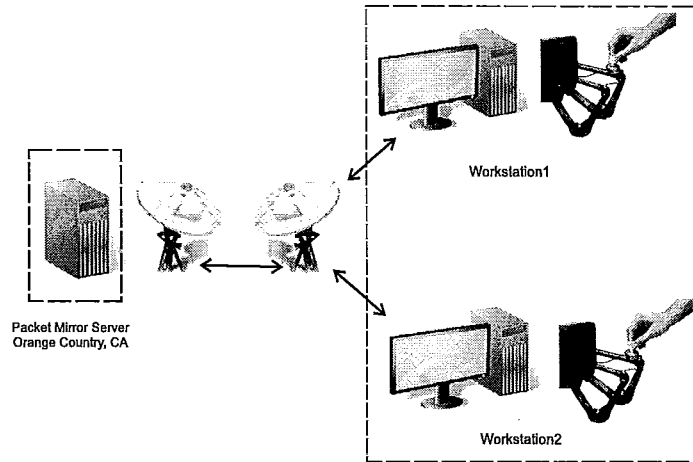 Workstation1
Packet Mirror Server
Orange Country, CA
Workstation2